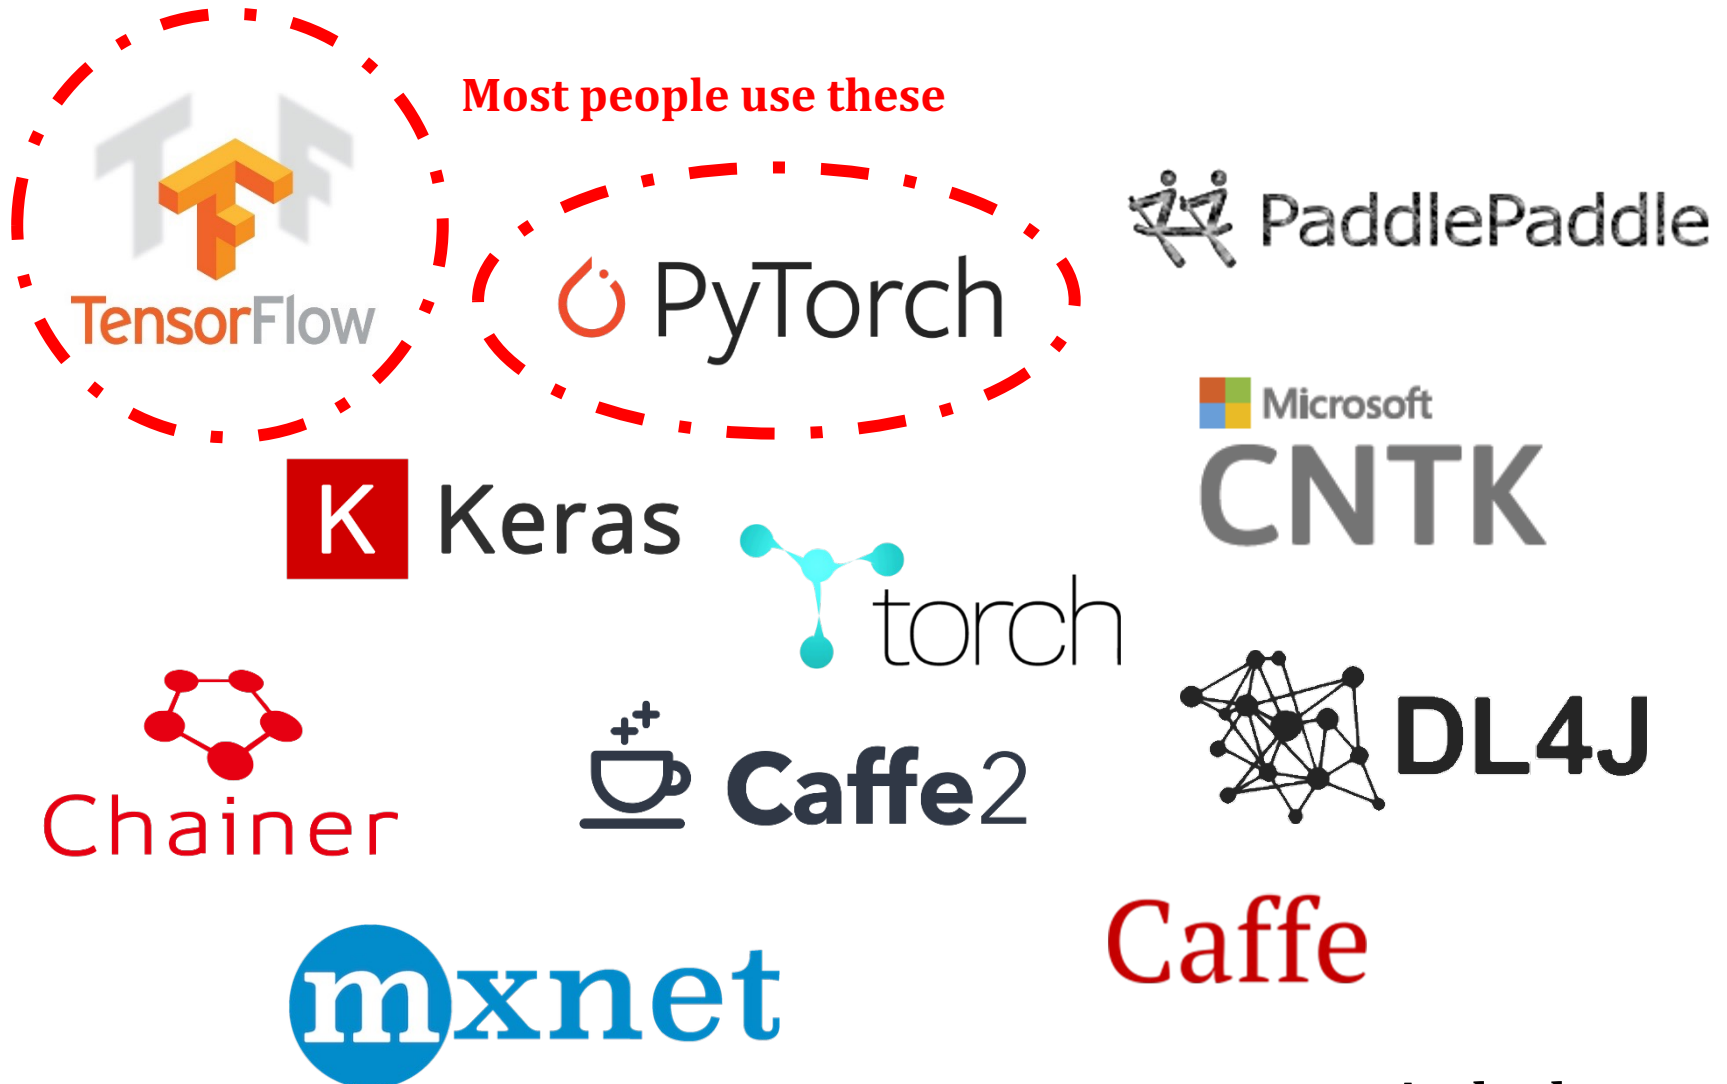 Most people use these
TensorFlow
PyTorch
PaddlePaddle
Microsoft
CNTK
K Keras
torch
Chainer
Caffe2
DL4J
Caffe
mxnet